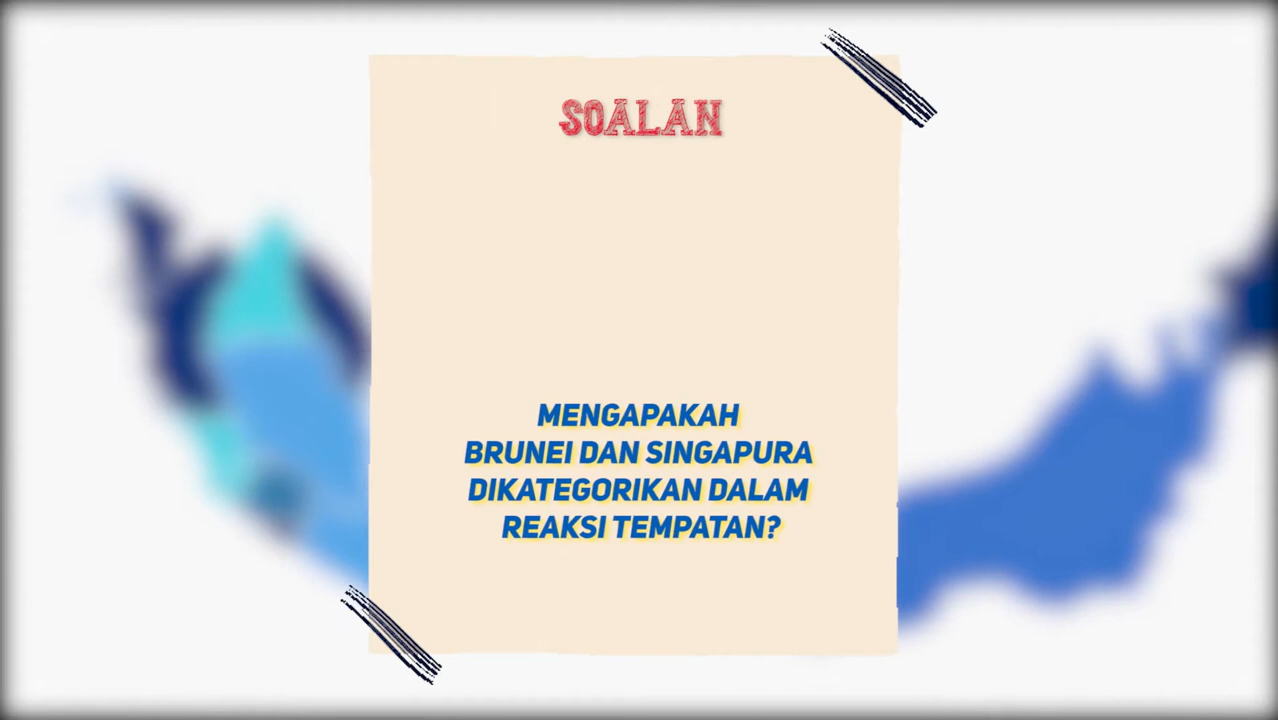 SOALAN
MENGAPAKAH
BRUNEI DAN SINGAPURA
DIKATEGORIKAN DALAM
REAKSI TEMPATAN?